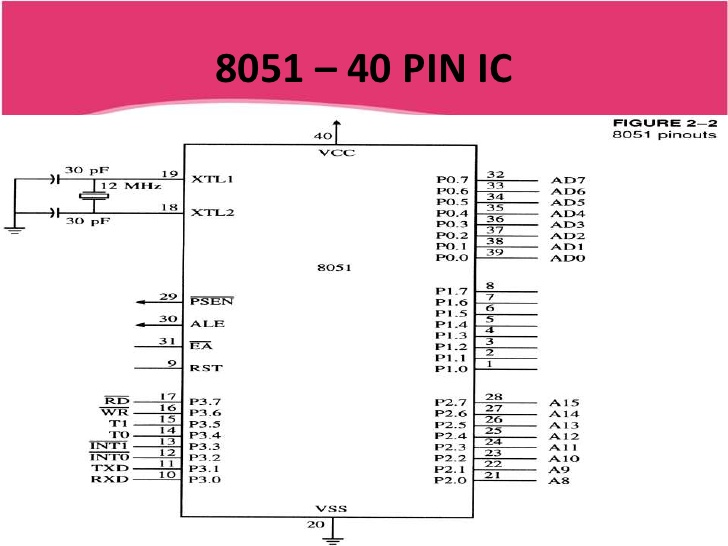 8051 – 40 PIN IC
FIGURE 2–2
8051 pinouts
40
VCC
30 pF
19
XTL1
12 MHz
18
XTL2
30 pF
8051
29
PSEN
30
ALE
31
EA
9
RST
RD 17 P3.7
WR 16 P3.6
T1 15 P3.5
T0 14 P3.4
INT1 13 P3.3
INT0 12 P3.2
TXD 11 P3.1
RXD 10 P3.0
P0.7 32 AD7
P0.6 33 AD6
P0.5 34 AD5
P0.4 35 AD4
P0.3 36 AD3
P0.2 37 AD2
P0.1 38 AD1
P0.0 39 AD0
P1.7 8
P1.6 7
P1.5 6
P1.4 5
P1.3 4
P1.2 3
P1.1 2
P1.0 1
P2.7 28 A15
P2.6 27 A14
P2.5 26 A13
P2.4 25 A12
P2.3 24 A11
P2.2 23 A10
P2.1 22 A9
P2.0 21 A8
VSS
20